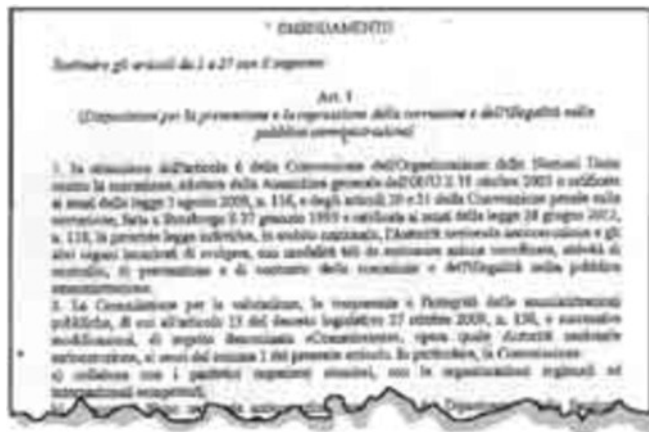 EMENDAMENTO
Sostituire gli articoli da 1 a 27 con il seguente
Art. 1
(Disposizioni per la prevenzione e la repressione della corruzione e dell'illegalità nella
pubblica amministrazione)
1. In attuazione dell'articolo 6 della Convenzione dell'Organizzazione delle Nazioni Unite
contro la corruzione, adottata dalla Assemblea generale dell'ONU il 31 ottobre 2003 e ratificata
ai sensi della legge 3 agosto 2009, n. 116, e degli articoli 20 e 21 della Convenzione penale sulla
corruzione, fatta a Strasburgo il 27 gennaio 1999 e ratificata ai sensi della legge 28 giugno 2012,
n. 110, la presente legge individua, in ambito nazionale, l'Autorità nazionale anticorruzione e gli
altri organi incaricati di svolgere, con modalità tali da assicurare azione coordinata, attività di
controllo, di prevenzione e di contrasto della corruzione e dell'illegalità nella pubblica
amministrazione.
2. La Commissione per la valutazione, la trasparenza e l'integrità delle amministrazioni
pubbliche, di cui all'articolo 13 del decreto legislativo 27 ottobre 2009, n. 150, e successive
modificazioni, di seguito denominata «Commissione», opera quale Autorità nazionale
anticorruzione, ai sensi del comma 1 del presente articolo. In particolare, la Commissione:
a) collabora con i paritetici organismi stranieri, con le organizzazioni regionali ed
internazionali competenti;